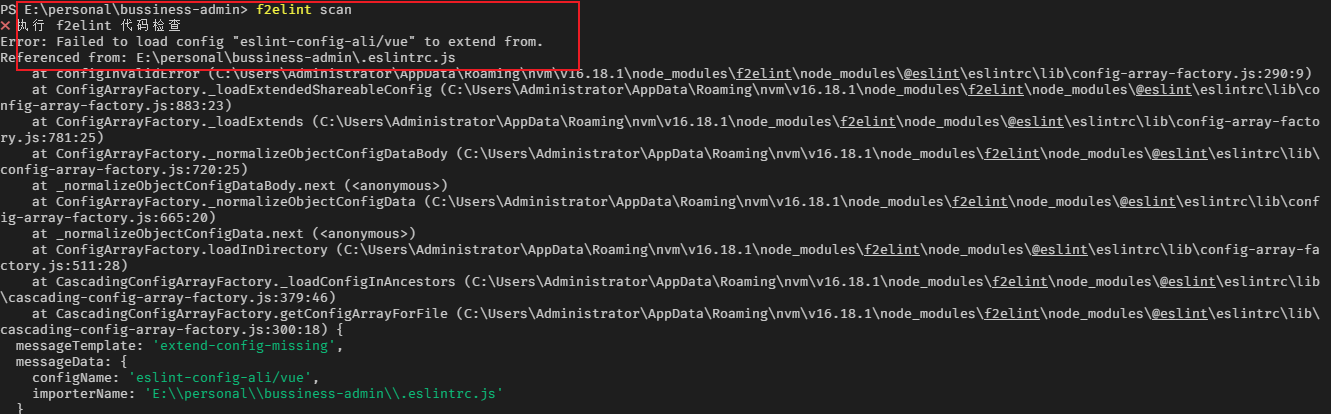 PS E:\personal\bussiness-admin> f2elint scan
× 执行 f2elint 代码检查
Error: Failed to load config "eslint-config-ali/vue" to extend from.
Referenced from: E:\personal\bussiness-admin\.eslintrc.js
    at configInvalidError (C:\Users\Administrator\AppData\Roaming\nvm\v16.18.1\node_modules\f2elint\node_modules\@eslint\eslintrc\lib\config-array-factory.js:290:9)
    at ConfigArrayFactory._loadExtendedShareableConfig (C:\Users\Administrator\AppData\Roaming\nvm\v16.18.1\node_modules\f2elint\node_modules\@eslint\eslintrc\lib\co
nfig-array-factory.js:883:23)
    at ConfigArrayFactory._loadExtends (C:\Users\Administrator\AppData\Roaming\nvm\v16.18.1\node_modules\f2elint\node_modules\@eslint\eslintrc\lib\config-array-facto
ry.js:781:25)
    at ConfigArrayFactory._normalizeObjectConfigDataBody (C:\Users\Administrator\AppData\Roaming\nvm\v16.18.1\node_modules\f2elint\node_modules\@eslint\eslintrc\lib\
config-array-factory.js:720:25)
    at _normalizeObjectConfigDataBody.next (<anonymous>)
    at ConfigArrayFactory._normalizeObjectConfigData (C:\Users\Administrator\AppData\Roaming\nvm\v16.18.1\node_modules\f2elint\node_modules\@eslint\eslintrc\lib\conf
ig-array-factory.js:665:20)
    at _normalizeObjectConfigData.next (<anonymous>)
    at ConfigArrayFactory.loadInDirectory (C:\Users\Administrator\AppData\Roaming\nvm\v16.18.1\node_modules\f2elint\node_modules\@eslint\eslintrc\lib\config-array-fa
ctory.js:511:28)
    at CascadingConfigArrayFactory._loadConfigInAncestors (C:\Users\Administrator\AppData\Roaming\nvm\v16.18.1\node_modules\f2elint\node_modules\@eslint\eslintrc\lib
\cascading-config-array-factory.js:379:46)
    at CascadingConfigArrayFactory.getConfigArrayForFile (C:\Users\Administrator\AppData\Roaming\nvm\v16.18.1\node_modules\f2elint\node_modules\@eslint\eslintrc\lib\
cascading-config-array-factory.js:300:18) {
  messageTemplate: 'extend-config-missing',
  messageData: {
    configName: 'eslint-config-ali/vue',
    importerName: 'E:\\personal\\bussiness-admin\\.eslintrc.js'
  }